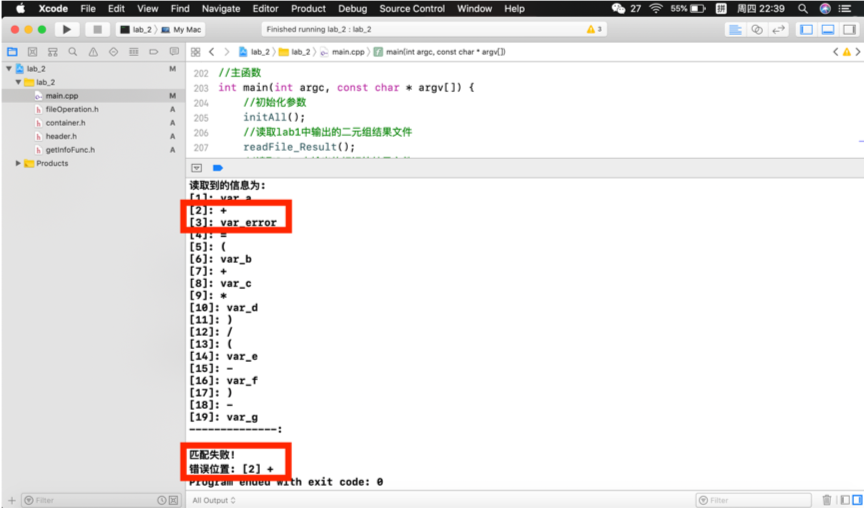 Xcode File Edit View Find Navigate Editor Product Debug Source Control Window Help 27 55% 拼 周四 22:39
lab_2 My Mac Finished running lab_2 : lab_2 3
lab_2 lab_2 main.cpp main(int argc, const char * argv[])
lab_2 M
lab_2
main.cpp M
fileOperation.h A
container.h A
header.h A
getInfoFunc.h A
Products
202 //主函数
203 int main(int argc, const char * argv[]) {
204 //初始化参数
205 initAll();
206 //读取lab1中输出的二元组结果文件
207 readFile_Result();
读取到的信息为:
[1]: var_a
[2]: +
[3]: var_error
[4]: =
[5]: (
[6]: var_b
[7]: +
[8]: var_c
[9]: *
[10]: var_d
[11]: )
[12]: /
[13]: (
[14]: var_e
[15]: -
[16]: var_f
[17]: )
[18]: -
[19]: var_g
--------------:
匹配失败!
错误位置: [2] +
Program ended with exit code: 0
Filter All Output Filter